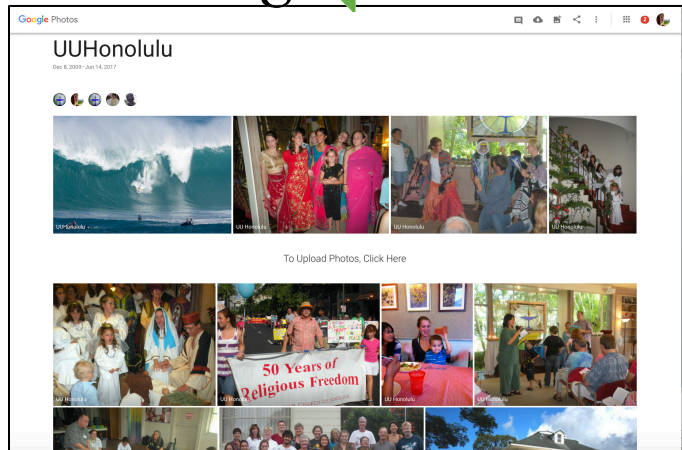 g
Google Photos
2
UUHonolulu
Dec 8, 2009–Jun 14, 2017
UUHonolulu
UU Honolulu
UU Honolulu
UU Honolulu
To Upload Photos, Click Here
UU Honolulu
50 Years of
Religious Freedom
UU Honolulu
UU Honolulu
UU Honolulu